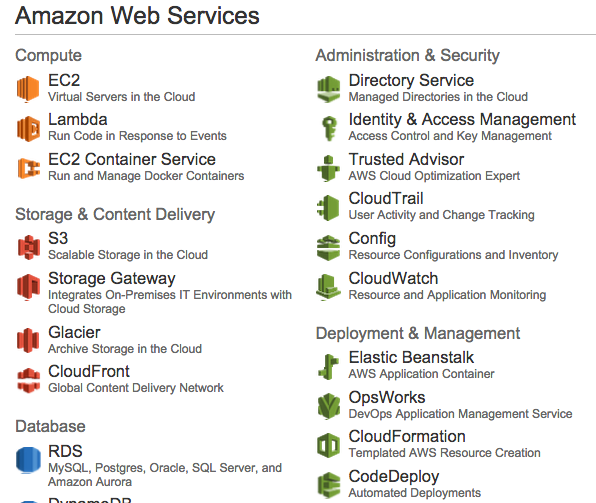 Amazon Web Services
Compute
EC2
Virtual Servers in the Cloud
Lambda
Run Code in Response to Events
EC2 Container Service
Run and Manage Docker Containers
Storage & Content Delivery
S3
Scalable Storage in the Cloud
Storage Gateway
Integrates On-Premises IT Environments with
Cloud Storage
Glacier
Archive Storage in the Cloud
CloudFront
Global Content Delivery Network
Database
RDS
MySQL, Postgres, Oracle, SQL Server, and
Amazon Aurora
DynamoDB
Administration & Security
Directory Service
Managed Directories in the Cloud
Identity & Access Management
Access Control and Key Management
Trusted Advisor
AWS Cloud Optimization Expert
CloudTrail
User Activity and Change Tracking
Config
Resource Configurations and Inventory
CloudWatch
Resource and Application Monitoring
Deployment & Management
Elastic Beanstalk
AWS Application Container
OpsWorks
DevOps Application Management Service
CloudFormation
Templated AWS Resource Creation
CodeDeploy
Automated Deployments